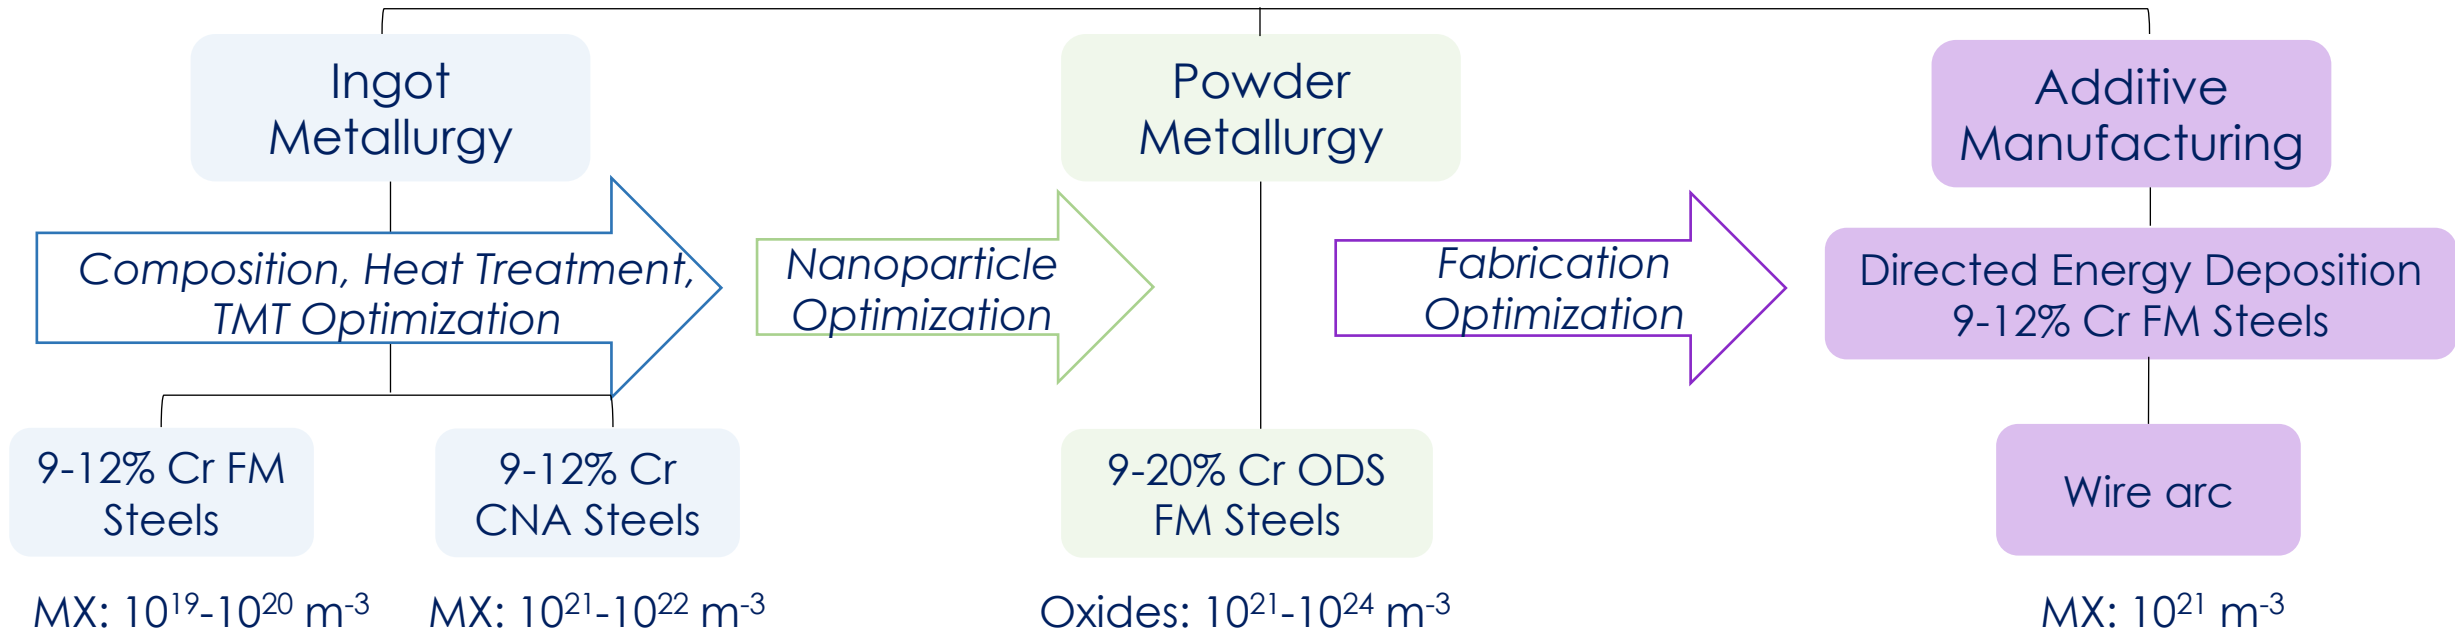 Ingot
Metallurgy
Powder
Metallurgy
Additive
Manufacturing
Composition, Heat Treatment,
TMT Optimization
Nanoparticle
Optimization
Fabrication
Optimization
Directed Energy Deposition
9-12% Cr FM Steels
9-12% Cr FM
Steels
9-12% Cr
CNA Steels
9-20% Cr ODS
FM Steels
Wire arc
MX: 10¹⁹-10²⁰ m⁻³
MX: 10²¹-10²² m⁻³
Oxides: 10²¹-10²⁴ m⁻³
MX: 10²¹ m⁻³